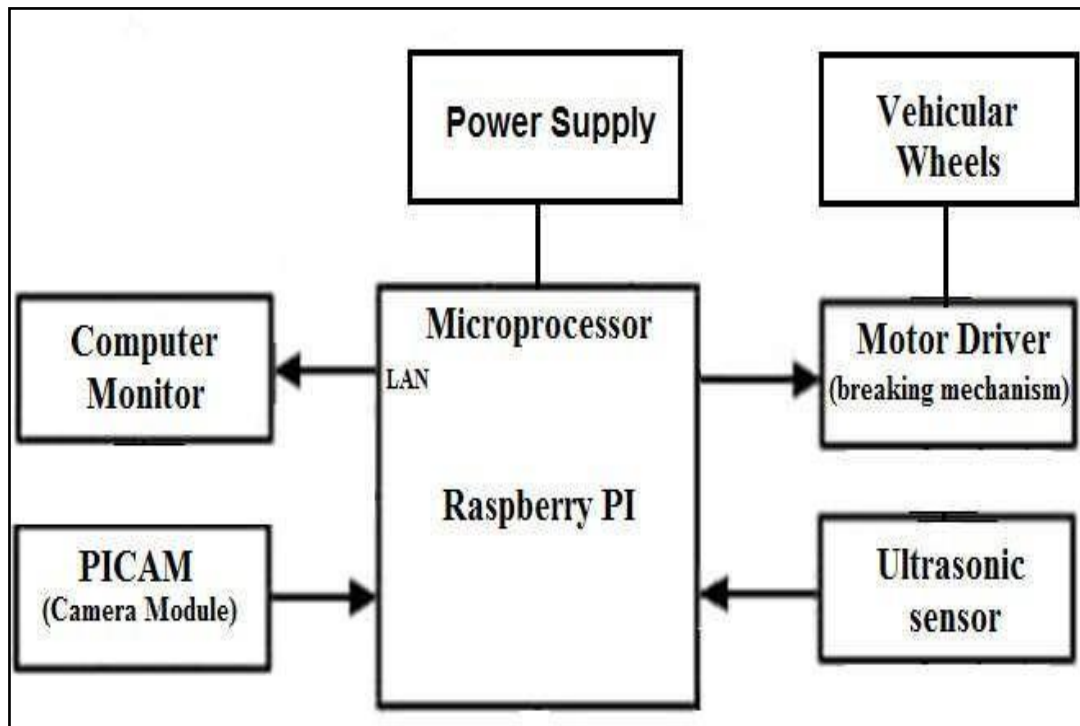 Power Supply
Vehicular
Wheels
Computer
Monitor
LAN
Microprocessor
Raspberry PI
Motor Driver
(breaking mechanism)
PICAM
(Camera Module)
Ultrasonic
sensor